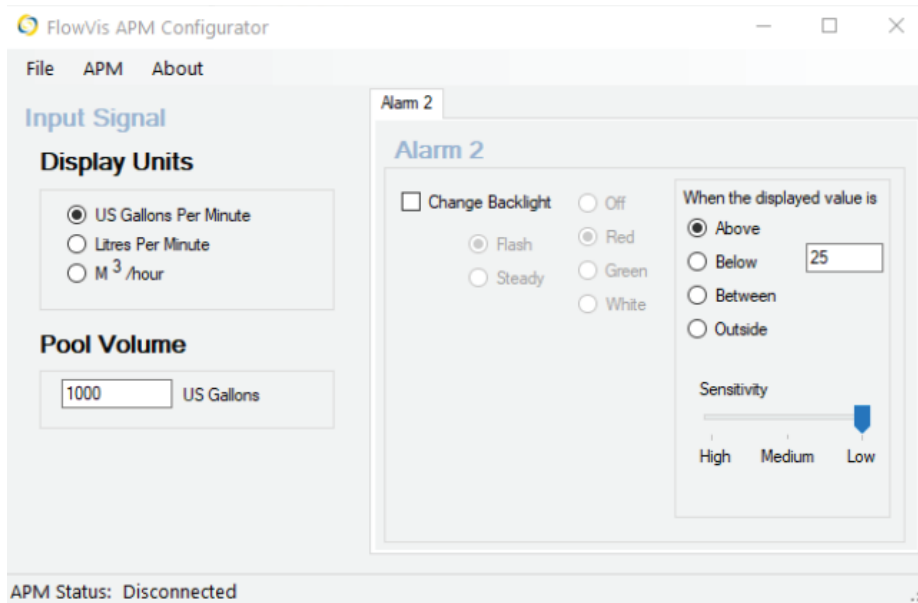 FlowVis APM Configurator
File APM About
Input Signal
Display Units
US Gallons Per Minute
Litres Per Minute
M 3 /hour
Pool Volume
1000 US Gallons
Alarm 2
Alarm 2
Change Backlight
Flash
Steady
Off
Red
Green
White
When the displayed value is
Above
Below
25
Between
Outside
Sensitivity
High Medium Low
APM Status: Disconnected